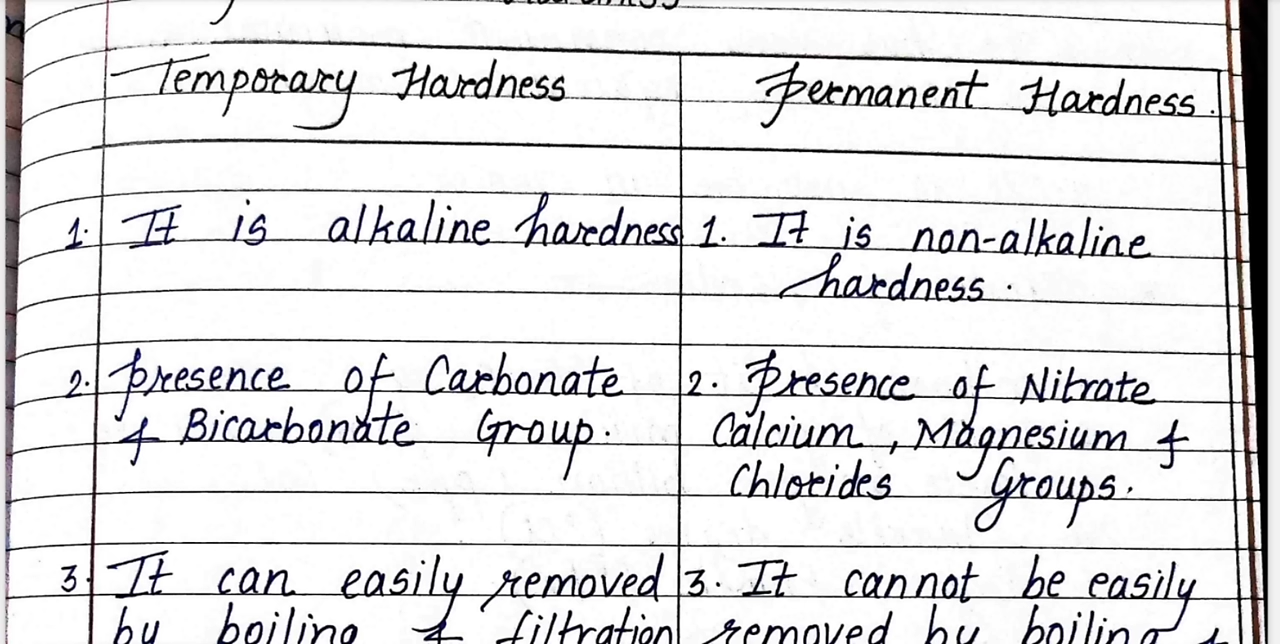 Temporary Hardness
Permanent Hardness.
1. It is alkaline hardness
1. It is non-alkaline
hardness.
2. Presence of Carbonate
& Bicarbonate Group.
2. Presence of Nitrate
Calcium, Magnesium &
Chlorides Groups.
3. It can easily removed
by boiling & filtration
3. It cannot be easily
removed by boiling &